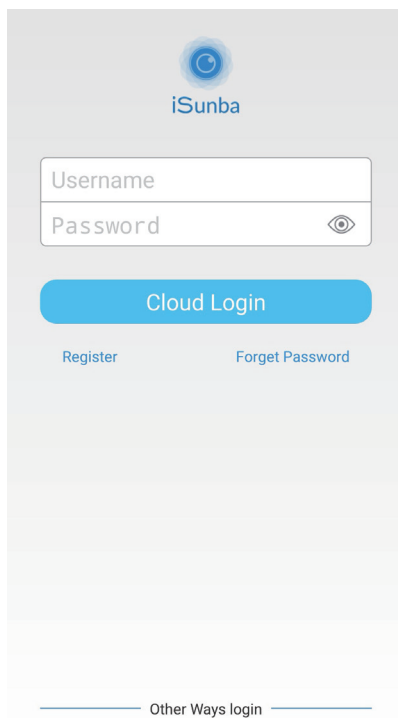 iSunba
Username
Password
Cloud Login
Register Forget Password
Other Ways login